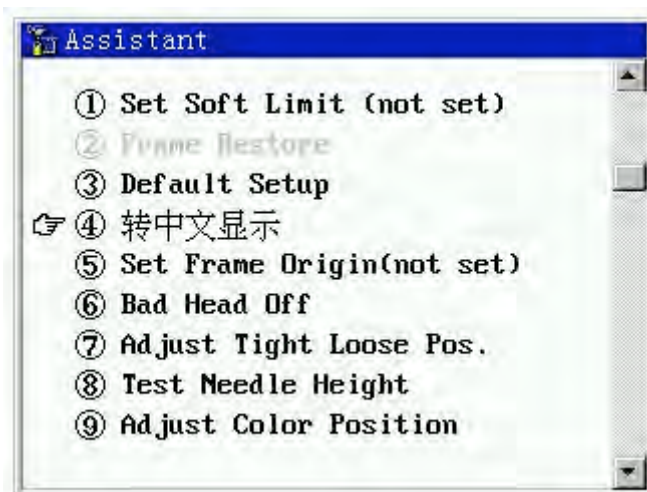 Assistant
① Set Soft Limit (not set)
② Frame Restore
③ Default Setup
④ 转中文显示
⑤ Set Frame Origin(not set)
⑥ Bad Head Off
⑦ Adjust Tight Loose Pos.
⑧ Test Needle Height
⑨ Adjust Color Position